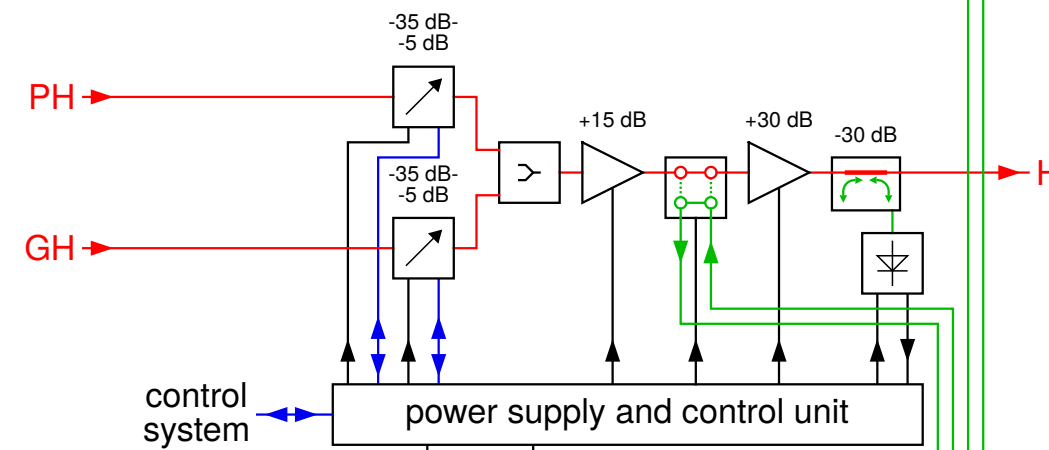 -35 dB-
-5 dB
PH
+15 dB
+30 dB
-30 dB
-35 dB-
-5 dB
GH
control
system
power supply and control unit